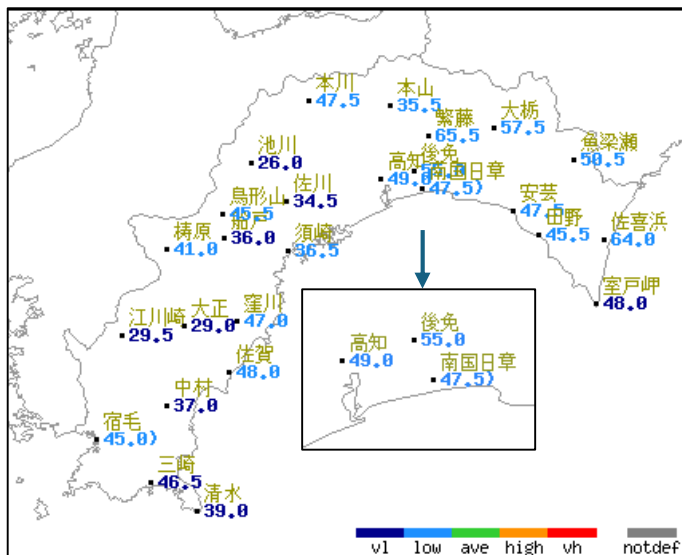 本川
47.5
本山
35.5
繁藤
65.5
大栃
57.5
魚梁瀬
50.5
池川
26.0
高知
49.0
後免
南国日章
47.5)
佐川
34.5
鳥形山
45.5
船戸
36.0
梼原
41.0
須崎
36.5
安芸
47.5
田野
45.5
佐喜浜
64.0
室戸岬
48.0
江川崎
29.5
大正
29.0
窪川
47.0
佐賀
48.0
中村
37.0
宿毛
45.0)
三崎
46.5
清水
39.0
後免
55.0
高知
49.0
南国日章
47.5)
vl low ave high vh notdef